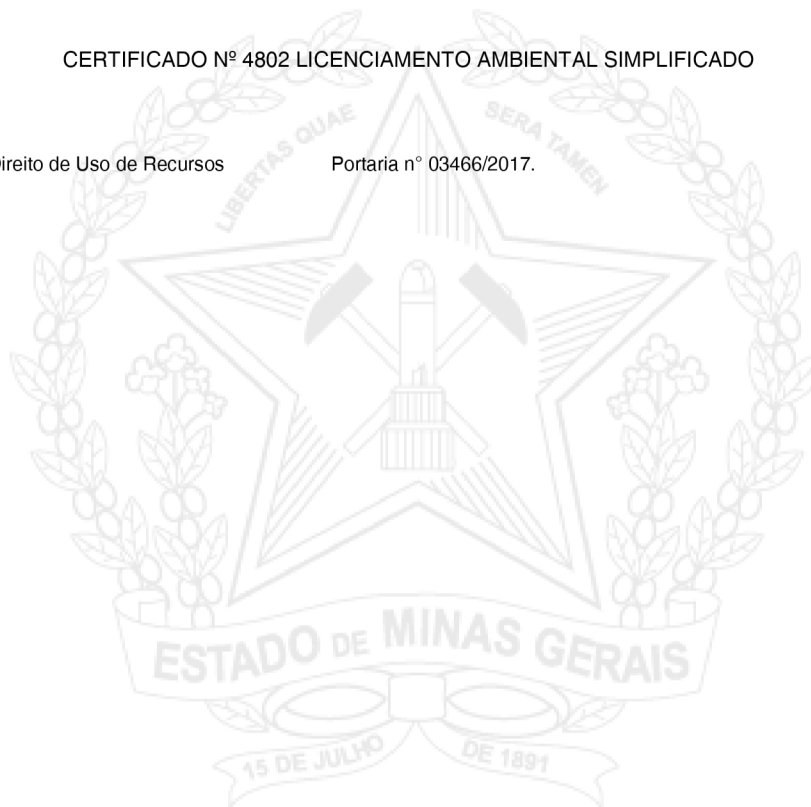 CERTIFICADO Nº 4802 LICENCIAMENTO AMBIENTAL SIMPLIFICADO
Direito de Uso de Recursos Portaria n° 03466/2017.
LIBERTAS QUAE SERA TAMEN
ESTADO DE MINAS GERAIS
15 DE JULHO DE 1891